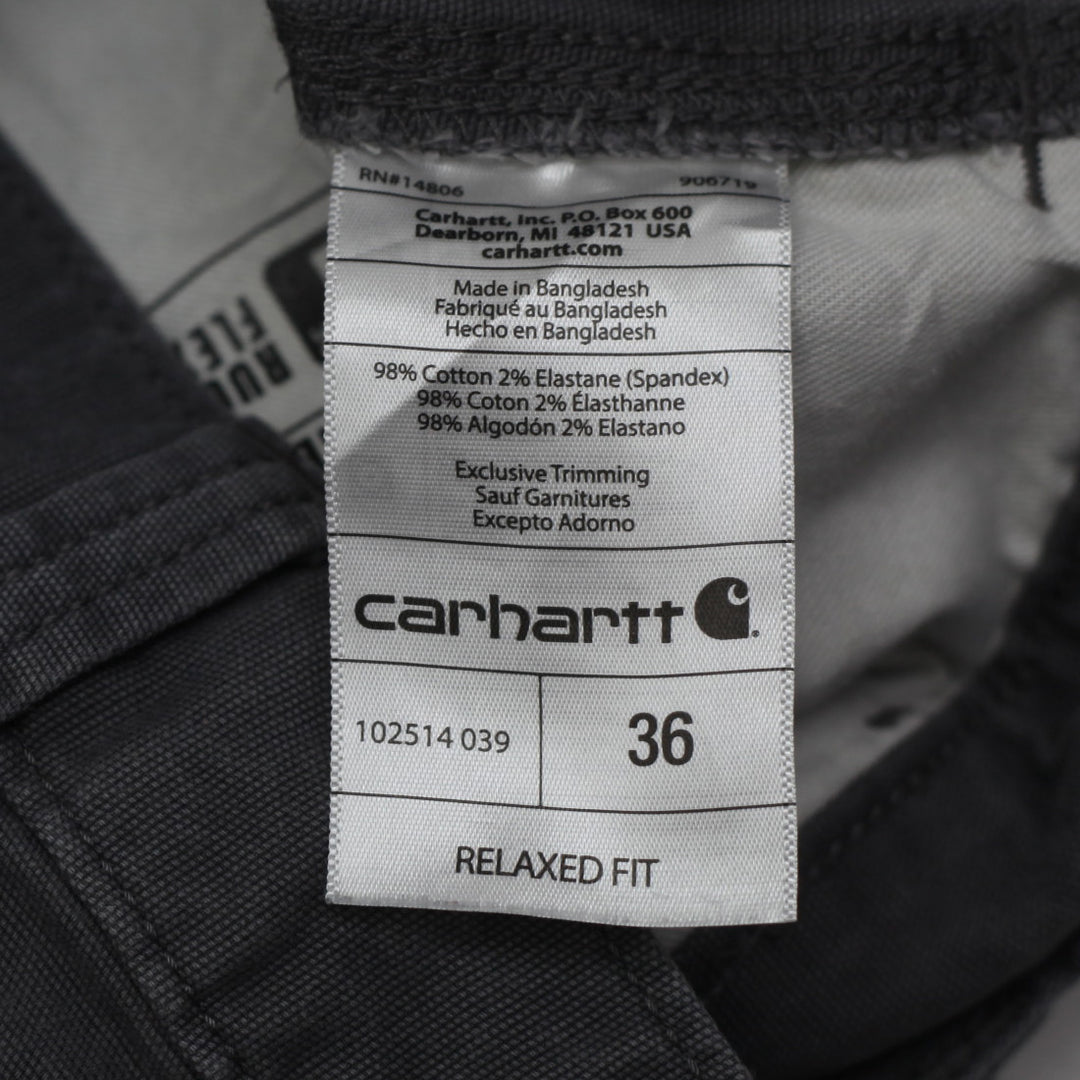 RN#14806 906719
Carhartt, Inc. P.O. Box 600
Dearborn, MI 48121 USA
carhartt.com
Made in Bangladesh
Fabriqué au Bangladesh
Hecho en Bangladesh
98% Cotton 2% Elastane (Spandex)
98% Coton 2% Élasthanne
98% Algodón 2% Elastano
Exclusive Trimming
Sauf Garnitures
Excepto Adorno
carhartt
102514 039 36
RELAXED FIT